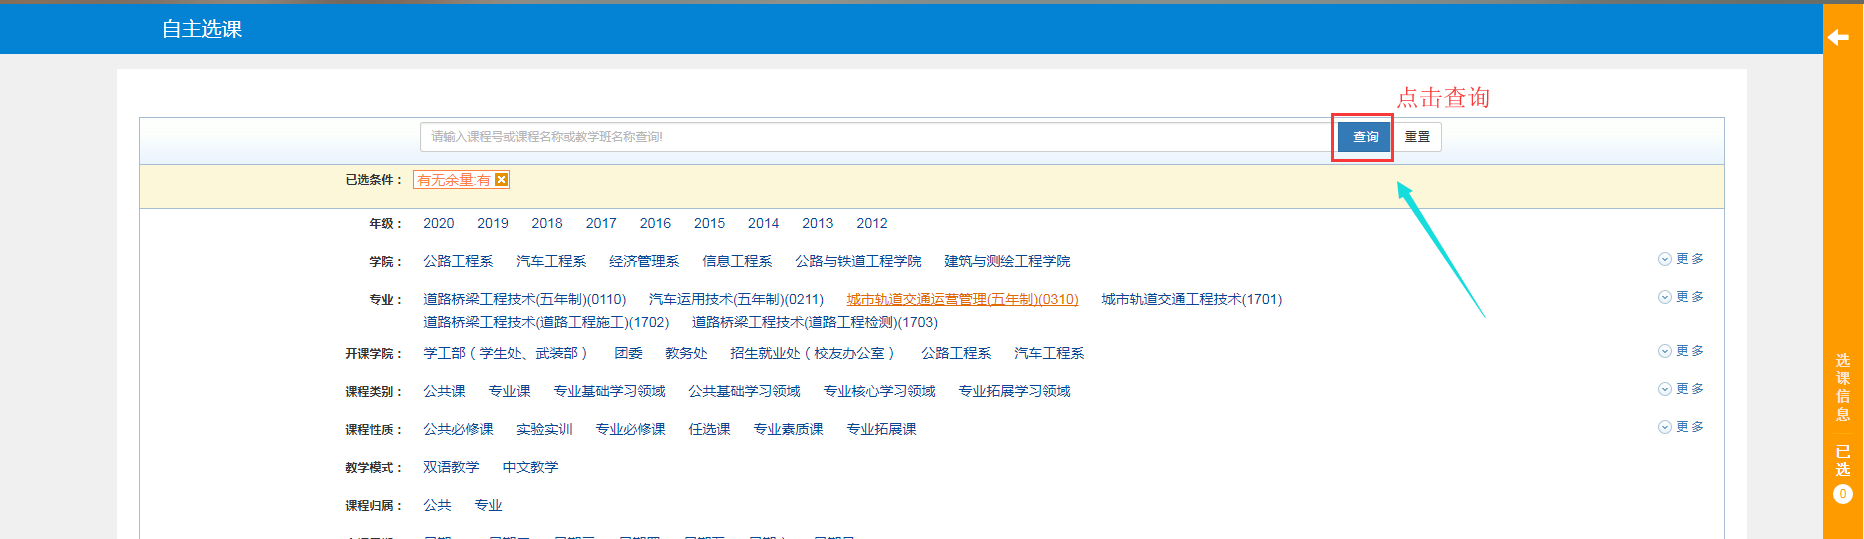 自主选课
点击查询
请输入课程号或课程名称或教学班名称查询! 查询 重置
已选条件： 有无余量:有
年级： 2020 2019 2018 2017 2016 2015 2014 2013 2012
学院： 公路工程系 汽车工程系 经济管理系 信息工程系 公路与铁道工程学院 建筑与测绘工程学院 更多
专业： 道路桥梁工程技术(五年制)(0110) 汽车运用技术(五年制)(0211) 城市轨道交通运营管理(五年制)(0310) 城市轨道交通工程技术(1701) 更多
道路桥梁工程技术(道路工程施工)(1702) 道路桥梁工程技术(道路工程检测)(1703)
开课学院： 学工部（学生处、武装部） 团委 教务处 招生就业处（校友办公室） 公路工程系 汽车工程系 更多
课程类别： 公共课 专业课 专业基础学习领域 公共基础学习领域 专业核心学习领域 专业拓展学习领域 更多
课程性质： 公共必修课 实验实训 专业必修课 任选课 专业素质课 专业拓展课 更多
教学模式： 双语教学 中文教学
课程归属： 公共 专业
选课信息
已选
0